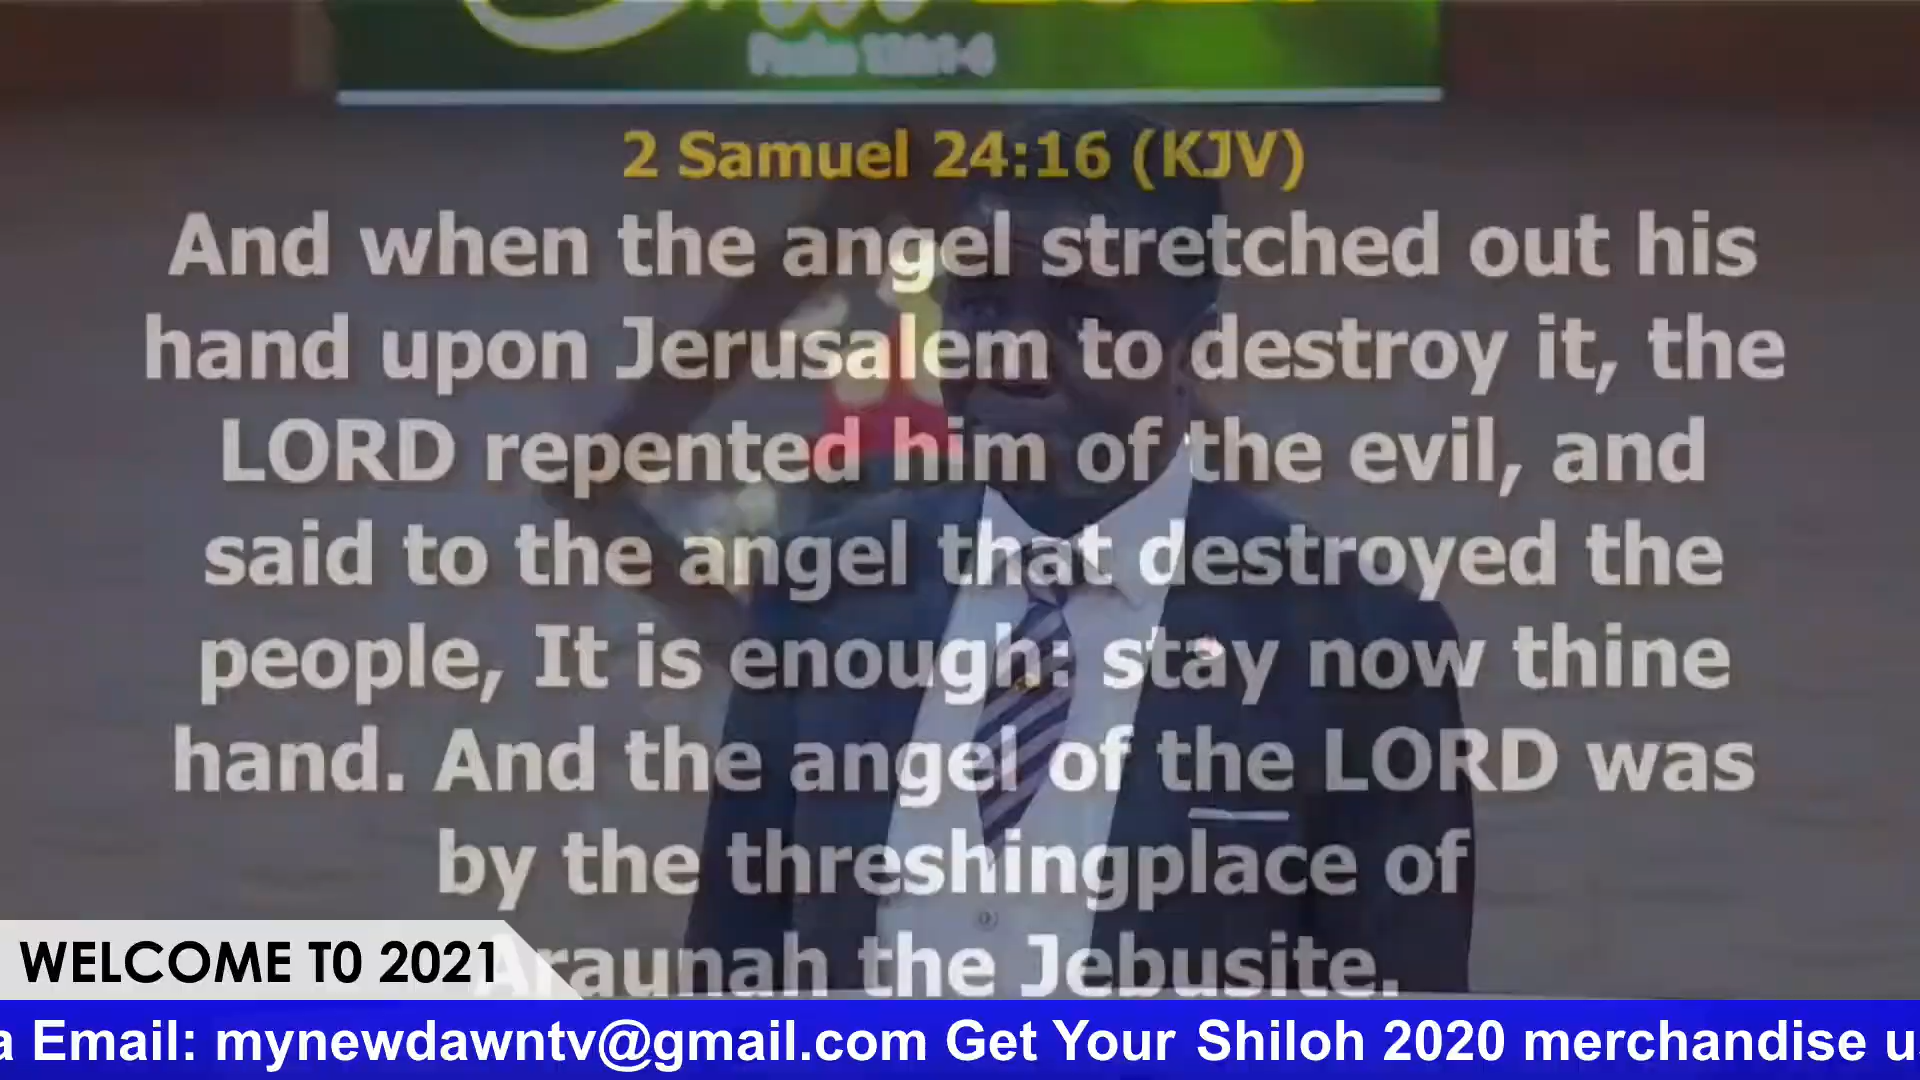 2 Samuel 24:16 (KJV)
And when the angel stretched out his
hand upon Jerusalem to destroy it, the
LORD repented him of the evil, and
said to the angel that destroyed the
people, It is enough: stay now thine
hand. And the angel of the LORD was
by the threshingplace of
Araunah the Jebusite.
WELCOME T0 2021
a Email: mynewdawntv@gmail.com Get Your Shiloh 2020 merchandise u